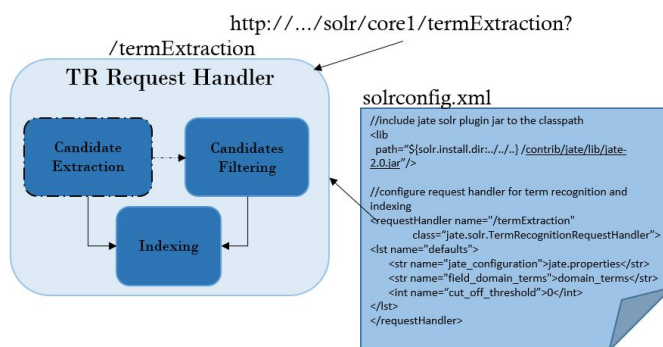 http://.../solr/core1/termExtraction?
/termExtraction
TR Request Handler
Candidate
Extraction
Candidates
Filtering
Indexing
solrconfig.xml
//include jate solr plugin jar to the classpath
<lib
path=“${solr.install.dir:../../..} /contrib/jate/lib/jate-
2.0.jar”/>
//configure request handler for term recognition and
indexing
<requestHandler name="/termExtraction"
class=“jate.solr.TermRecognitionRequestHandler”>
<lst name="defaults">
<str name="jate_configuration">jate.properties</str>
<str name="field_domain_terms">domain_terms</str>
<int name=“cut_off_threshold”>0</int>
</lst>
</requestHandler>